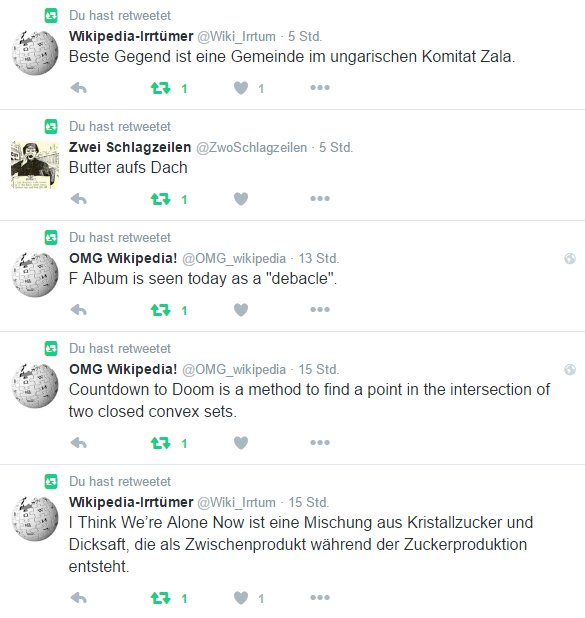 Du hast retweetet
Wikipedia-Irrtümer @Wiki_Irrtum · 5 Std.
Beste Gegend ist eine Gemeinde im ungarischen Komitat Zala.
1 1
Du hast retweetet
Zwei Schlagzeilen @ZwoSchlagzeilen · 5 Std.
Butter aufs Dach
1
Du hast retweetet
OMG Wikipedia! @OMG_wikipedia · 13 Std.
F Album is seen today as a "debacle".
1
Du hast retweetet
OMG Wikipedia! @OMG_wikipedia · 15 Std.
Countdown to Doom is a method to find a point in the intersection of
two closed convex sets.
1
Du hast retweetet
Wikipedia-Irrtümer @Wiki_Irrtum · 15 Std.
I Think We’re Alone Now ist eine Mischung aus Kristallzucker und
Dicksaft, die als Zwischenprodukt während der Zuckerproduktion
entsteht.
1 1